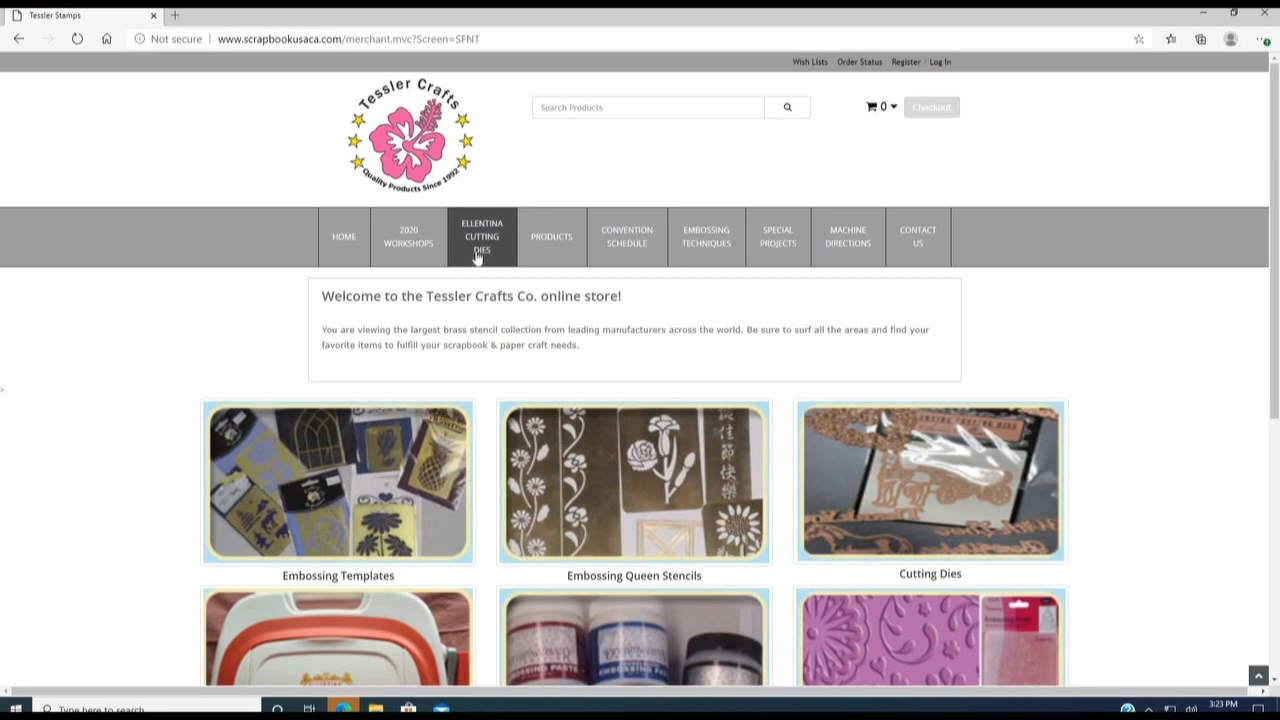 Tessler Stamps
Not secure | www.scrapbookusaca.com/merchant.mvc?Screen=SFNT
Wish Lists Order Status Register Log In
Tessler Crafts
Quality Products Since 1992
Search Products
0
Checkout
HOME
2020
WORKSHOPS
ELLENTINA
CUTTING
DIES
PRODUCTS
CONVENTION
SCHEDULE
EMBOSSING
TECHNIQUES
SPECIAL
PROJECTS
MACHINE
DIRECTIONS
CONTACT
US
Welcome to the Tessler Crafts Co. online store!
You are viewing the largest brass stencil collection from leading manufacturers across the world. Be sure to surf all the areas and find your
favorite items to fulfill your scrapbook & paper craft needs.
佳節快樂
Embossing Templates
Embossing Queen Stencils
Cutting Dies
Type here to search
3:23 PM